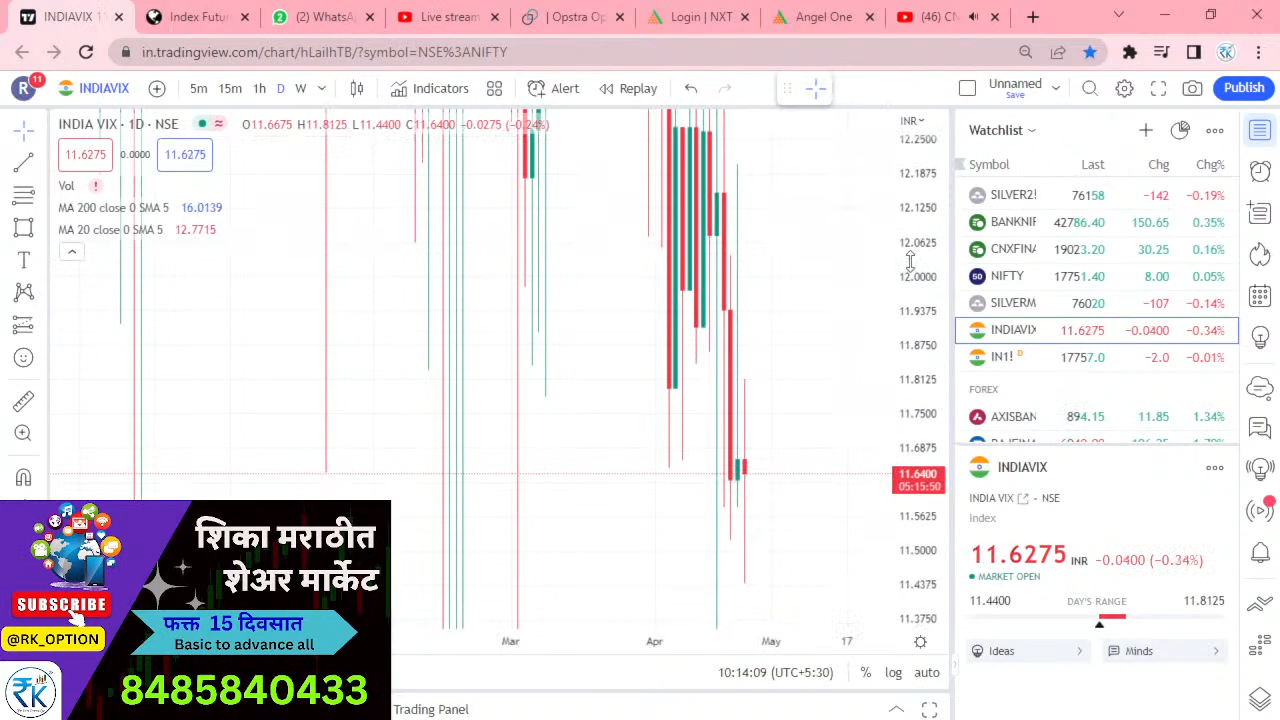 INDIAVIX 1
Index Futur
(2) WhatsA
Live Stream
Opstra Op
Login | NX
Angel One
(46) CN
in.tradingview.com/chart/hLailhTB/?symbol=NSE%3ANIFTY
R 11 INDIAVIX 5m 15m 1h D W Indicators Alert Replay Unnamed Save Publish
INDIA VIX · 1D · NSE O11.6675 H11.8125 L11.4400 C11.6400 −0.0275 (−0.24%)
11.6275 0.0000 11.6275
Vol
MA 200 close 0 SMA 5 16.0139
MA 20 close 0 SMA 5 12.7715
INR
12.2500
12.1875
12.1250
12.0625
12.0000
11.9375
11.8750
11.8125
11.7500
11.6875
11.6400
05:15:50
11.5625
11.5000
11.4375
11.3750
Mar Apr May 17
10:14:09 (UTC+5:30) % log auto
Trading Panel
Watchlist
Symbol Last Chg Chg%
SILVER2! 76158 −142 −0.19%
BANKNIF 42786.40 150.65 0.35%
CNXFINA 19023.20 30.25 0.16%
50 NIFTY 17751.40 8.00 0.05%
SILVERM 76020 −107 −0.14%
INDIAVIX 11.6275 −0.0400 −0.34%
IN1! D 17757.0 −2.0 −0.01%
FOREX
AXISBAN 894.15 11.85 1.34%
INDIAVIX
INDIA VIX - NSE
Index
11.6275 INR −0.0400 (−0.34%)
MARKET OPEN
11.4400 DAY'S RANGE 11.8125
Ideas Minds
शिका मराठीत
शेअर मार्केट
SUBSCRIBE
@RK_OPTION
फक्त 15 दिवसात
Basic to advance all
8485840433